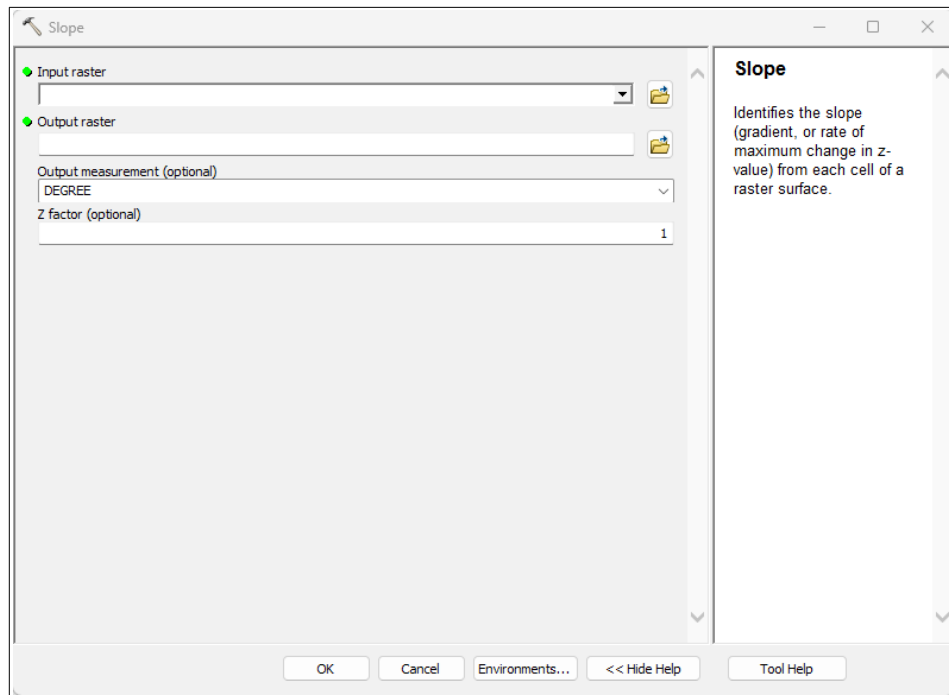 Slope
Input raster
Output raster
Output measurement (optional)
DEGREE
Z factor (optional)
1
Slope
Identifies the slope
(gradient, or rate of
maximum change in z-
value) from each cell of a
raster surface.
OK
Cancel
Environments...
<< Hide Help
Tool Help